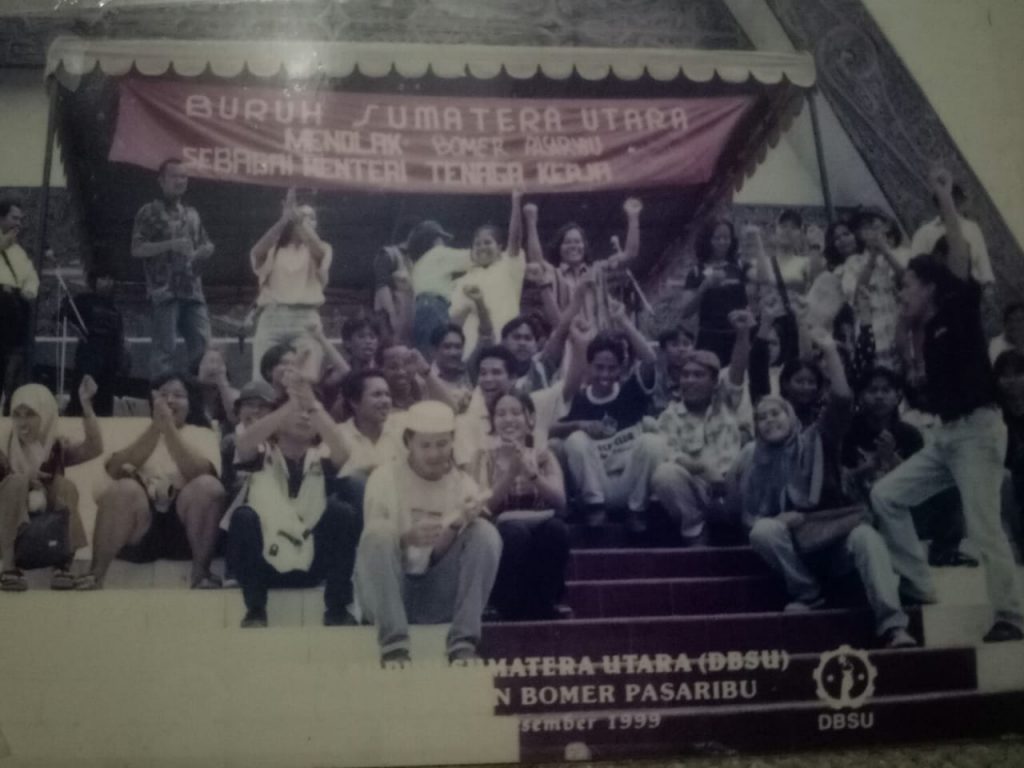 BURUH SUMATERA UTARA
MENOLAK BOMER PASARIBU
SEBAGAI MENTERI TENAGA KERJA
SUMATERA UTARA (DBSU)
N BOMER PASARIBU
sember 1999
DBSU